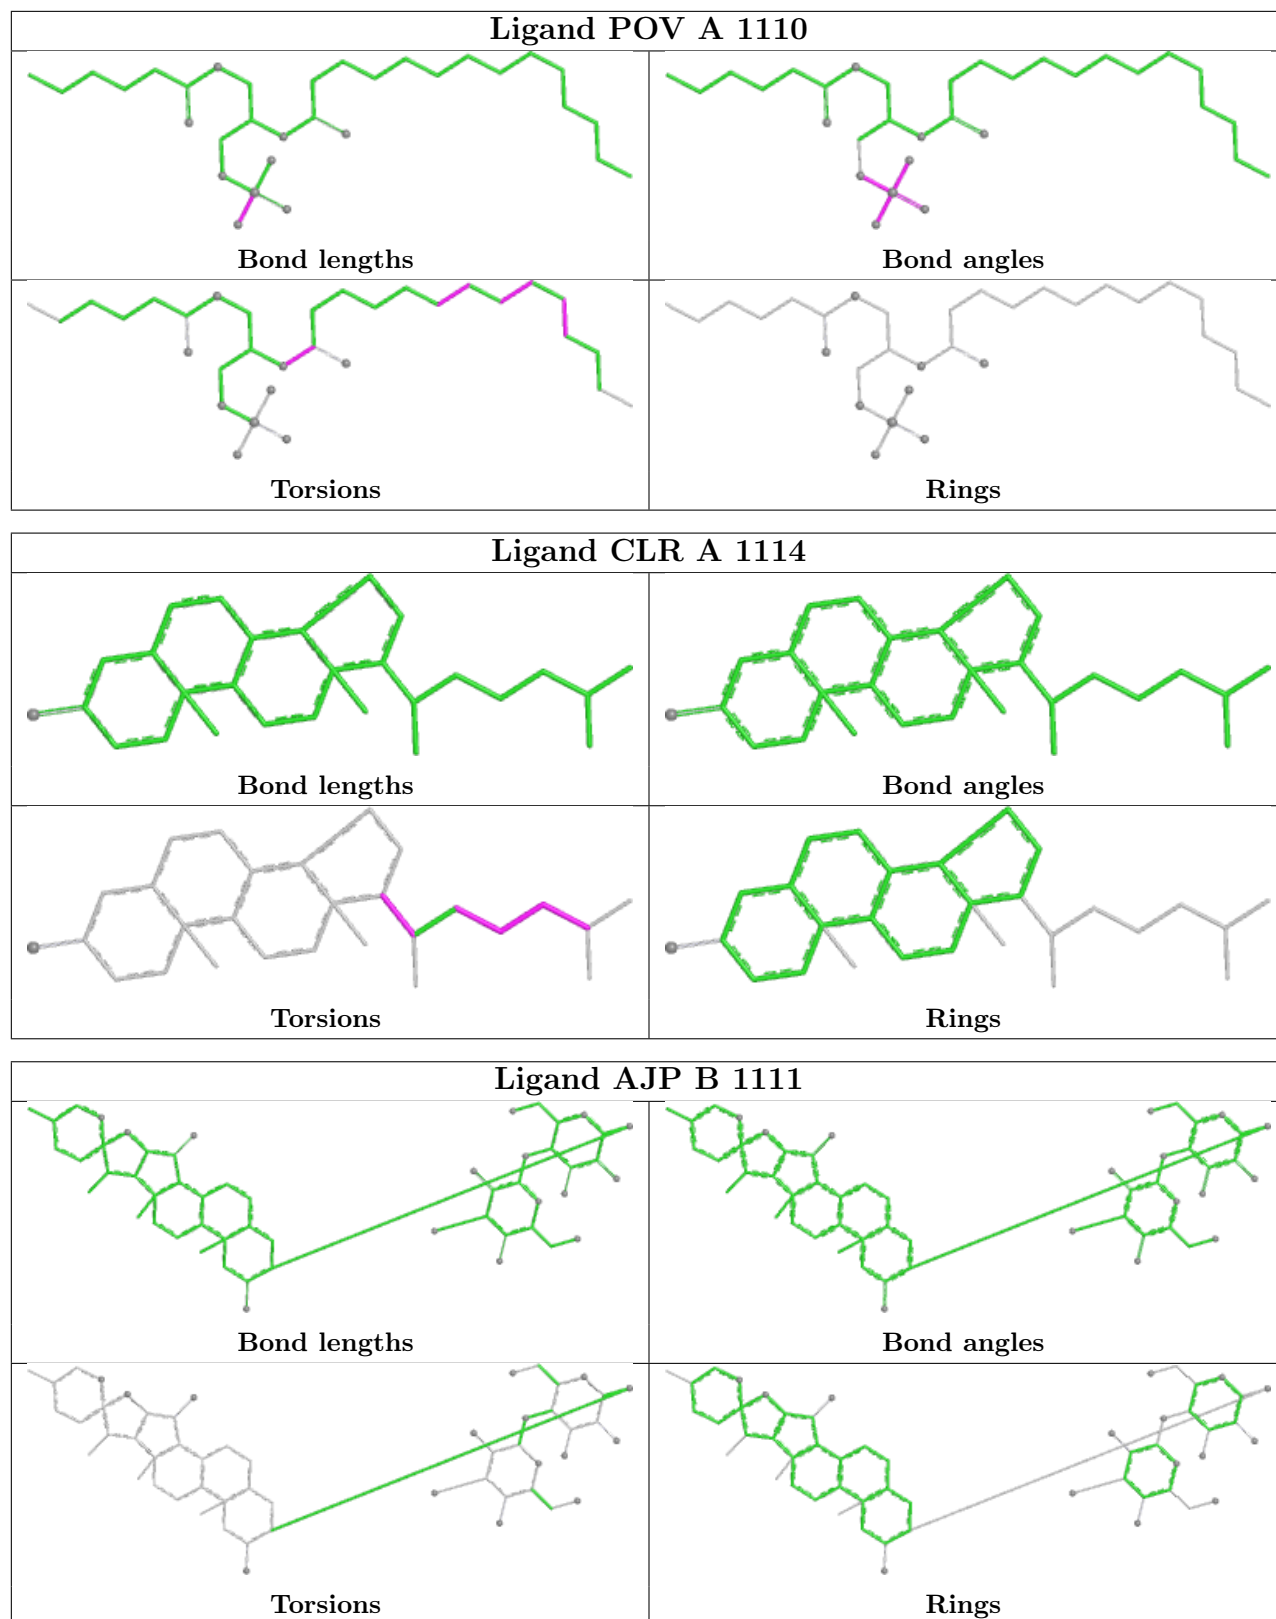 Ligand POV A 1110
Bond lengths
Bond angles
Torsions
Rings
Ligand CLR A 1114
Bond lengths
Bond angles
Torsions
Rings
Ligand AJP B 1111
Bond lengths
Bond angles
Torsions
Rings